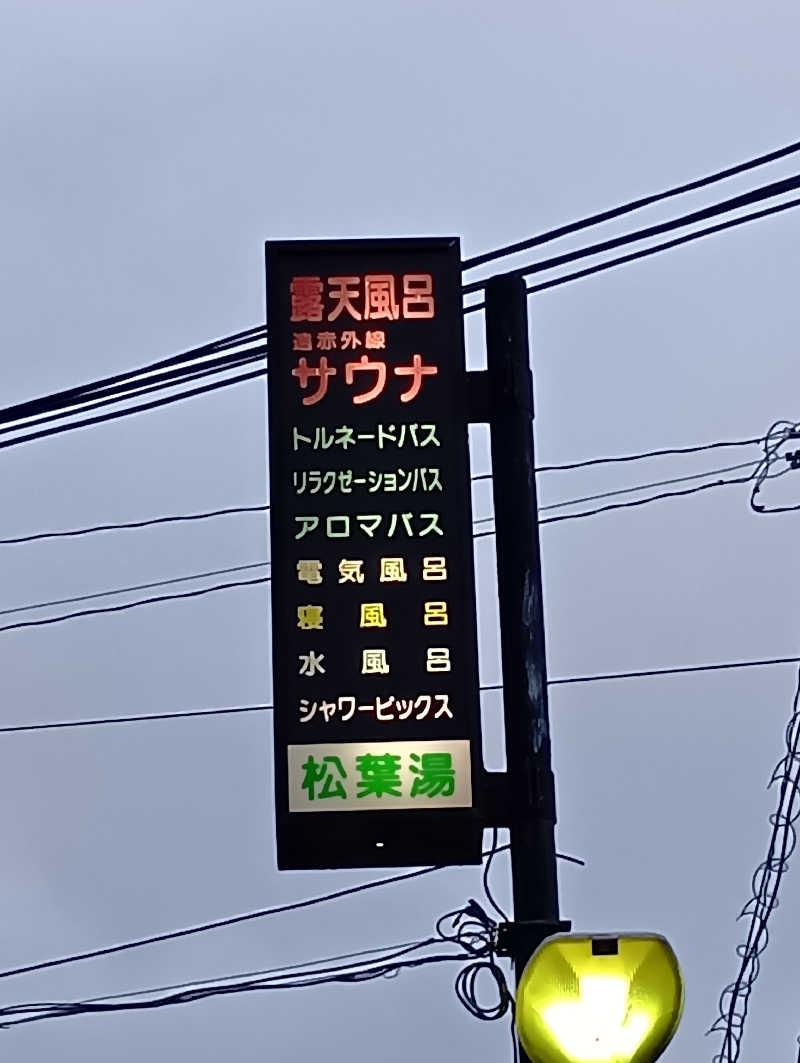 露天風呂
遠赤外線
サウナ
トルネードバス
リラクゼーションバス
アロマバス
電気風呂
寝風呂
水風呂
シャワーピックス
松葉湯